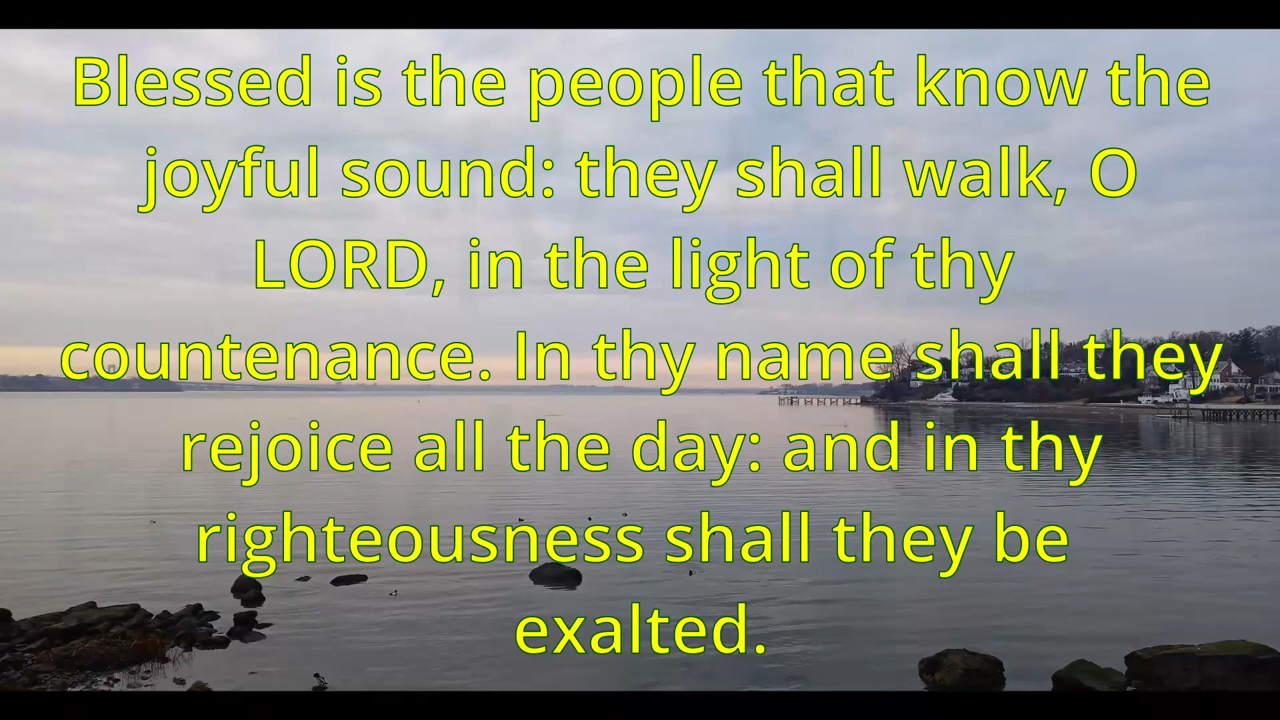 Blessed is the people that know the
joyful sound: they shall walk, O
LORD, in the light of thy
countenance. In thy name shall they
rejoice all the day: and in thy
righteousness shall they be
exalted.